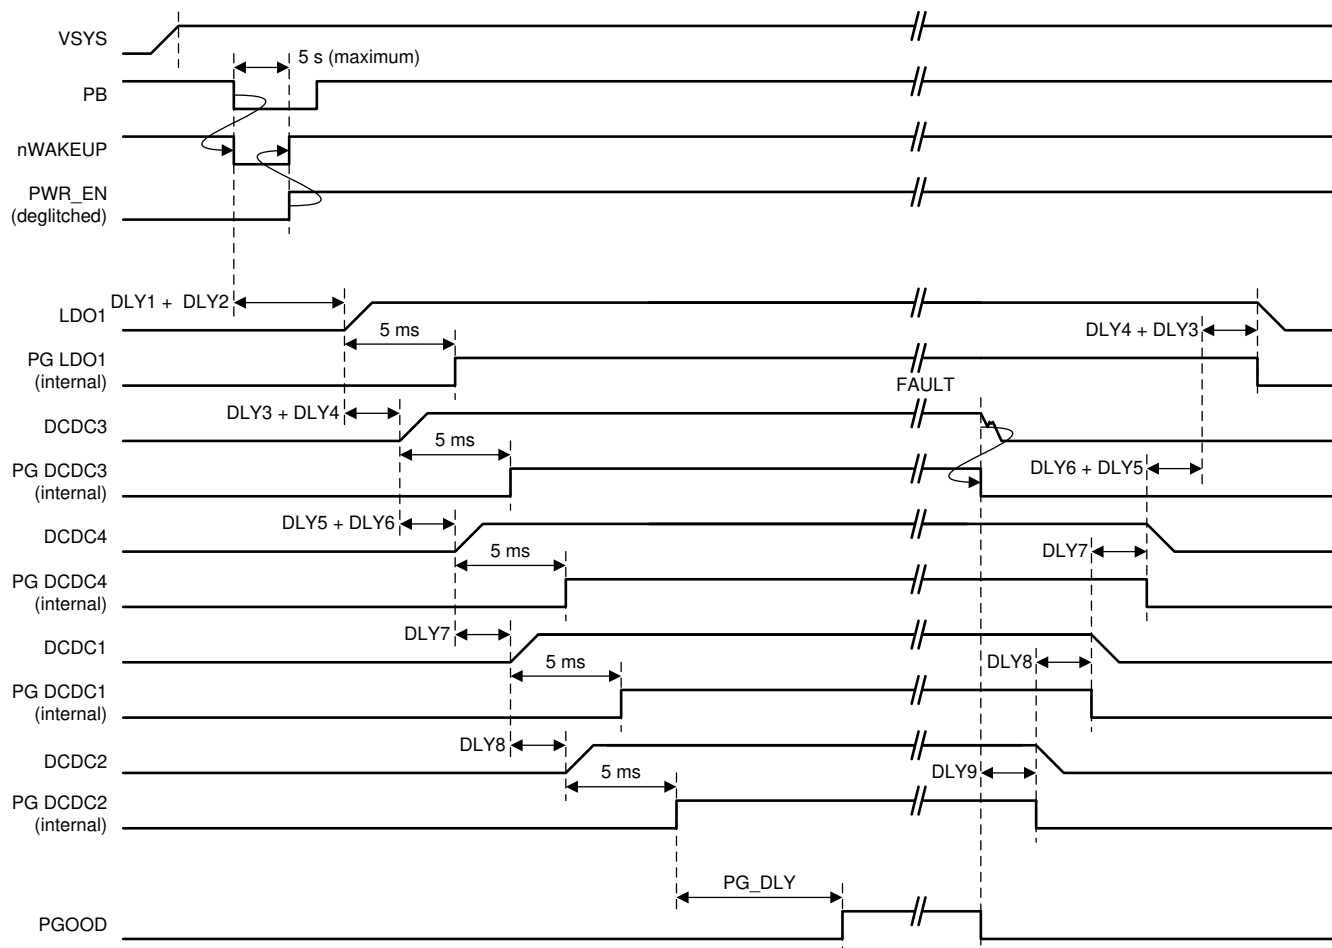 VSYS
5 s (maximum)
PB
nWAKEUP
PWR_EN
(deglitched)
DLY1 + DLY2
LDO1
5 ms
DLY4 + DLY3
PG LDO1
(internal)
FAULT
DLY3 + DLY4
DCDC3
5 ms
PG DCDC3
(internal)
DLY6 + DLY5
DLY5 + DLY6
DCDC4
5 ms
DLY7
PG DCDC4
(internal)
DLY7
DCDC1
5 ms
DLY8
PG DCDC1
(internal)
DLY8
DCDC2
5 ms
DLY9
PG DCDC2
(internal)
PG_DLY
PGOOD